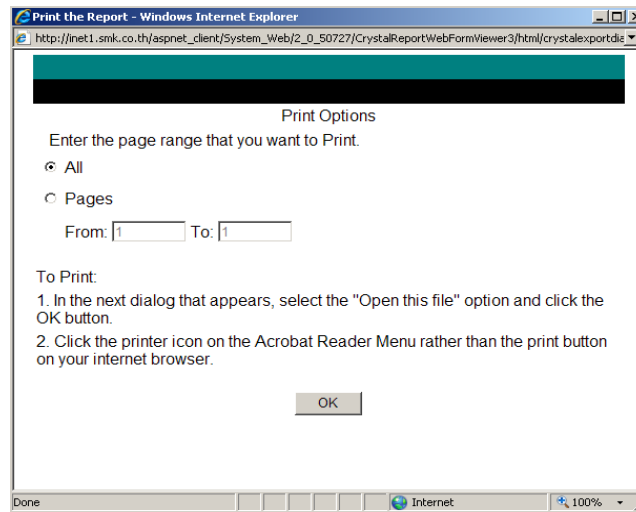 Print the Report - Windows Internet Explorer
http://inet1.smk.co.th/aspnet_client/System_Web/2_0_50727/CrystalReportWebFormViewer3/html/crystalexportdia
Print Options
Enter the page range that you want to Print.
All
Pages
From: 1 To: 1
To Print:
1. In the next dialog that appears, select the "Open this file" option and click the
OK button.
2. Click the printer icon on the Acrobat Reader Menu rather than the print button
on your internet browser.
OK
Done Internet 100%